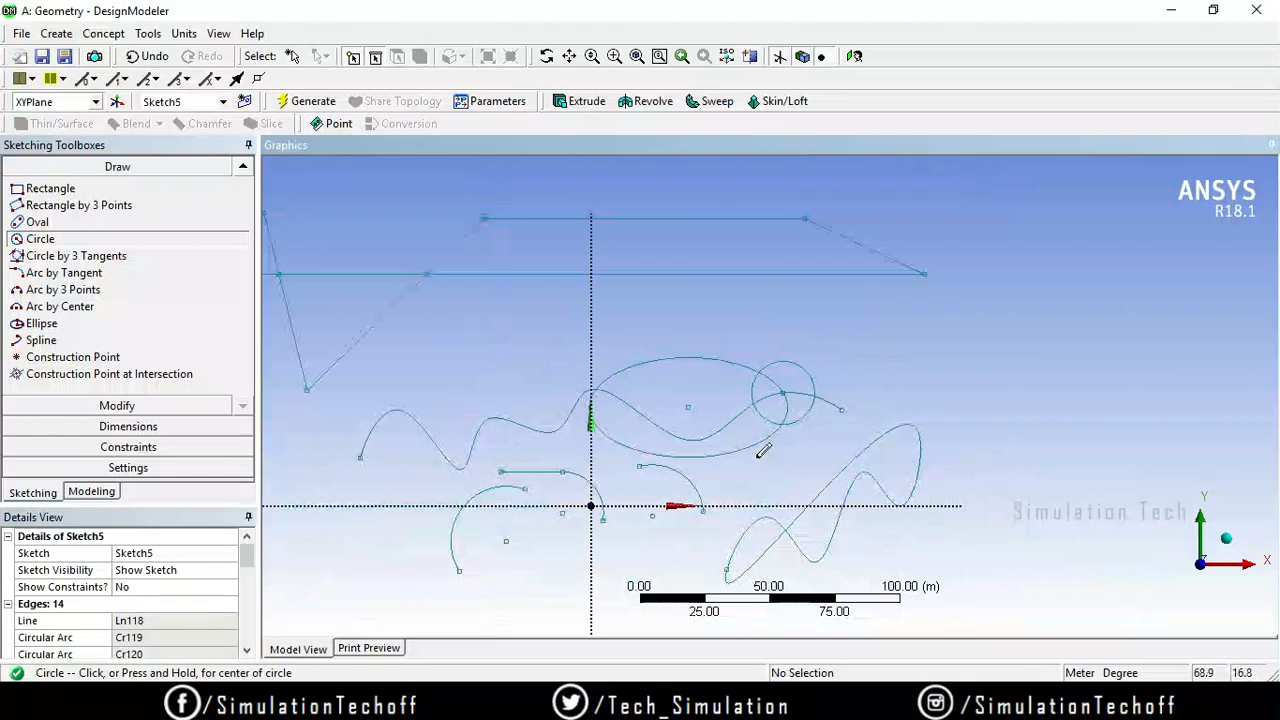 A: Geometry - DesignModeler
File Create Concept Tools Units View Help
Undo Redo Select:
XYPlane Sketch5 Generate Share Topology Parameters Extrude Revolve Sweep Skin/Loft
Thin/Surface Blend Chamfer Slice Point Conversion
Sketching Toolboxes
Graphics
Draw
Rectangle
Rectangle by 3 Points
Oval
Circle
Circle by 3 Tangents
Arc by Tangent
Arc by 3 Points
Arc by Center
Ellipse
Spline
Construction Point
Construction Point at Intersection
Modify
Dimensions
Constraints
Settings
Sketching Modeling
Details View
Details of Sketch5
Sketch Sketch5
Sketch Visibility Show Sketch
Show Constraints? No
Edges: 14
Line Ln118
Circular Arc Cr119
Circular Arc Cr120
ANSYS
R18.1
Simulation Tech
Y
X
0.00 50.00 100.00 (m)
25.00 75.00
Model View Print Preview
Circle -- Click, or Press and Hold, for center of circle
No Selection
Meter Degree 68.9 16.8
/SimulationTechoff /Tech_Simulation /SimulationTechoff